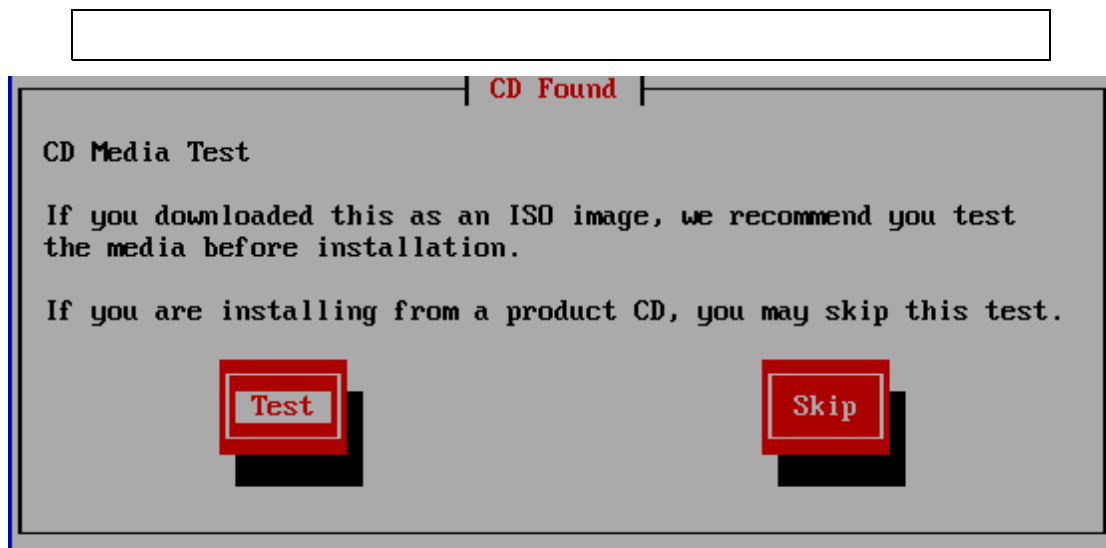 CD Found
CD Media Test
If you downloaded this as an ISO image, we recommend you test
the media before installation.
If you are installing from a product CD, you may skip this test.
Test
Skip